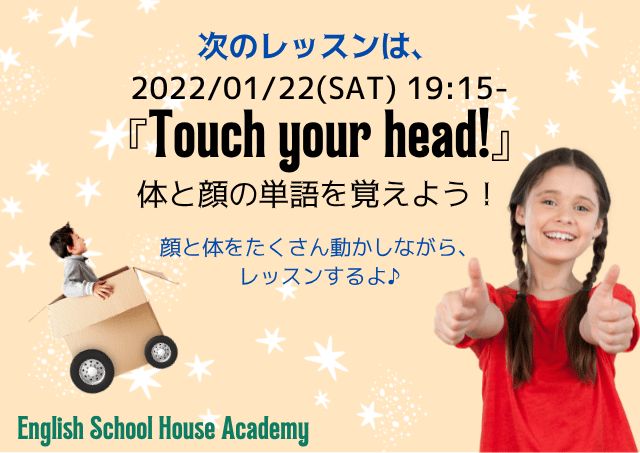 次のレッスンは、
2022/01/22(SAT) 19:15-
『Touch your head!』
体と顔の単語を覚えよう！
顔と体をたくさん動かしながら、
レッスンするよ♪
English School House Academy